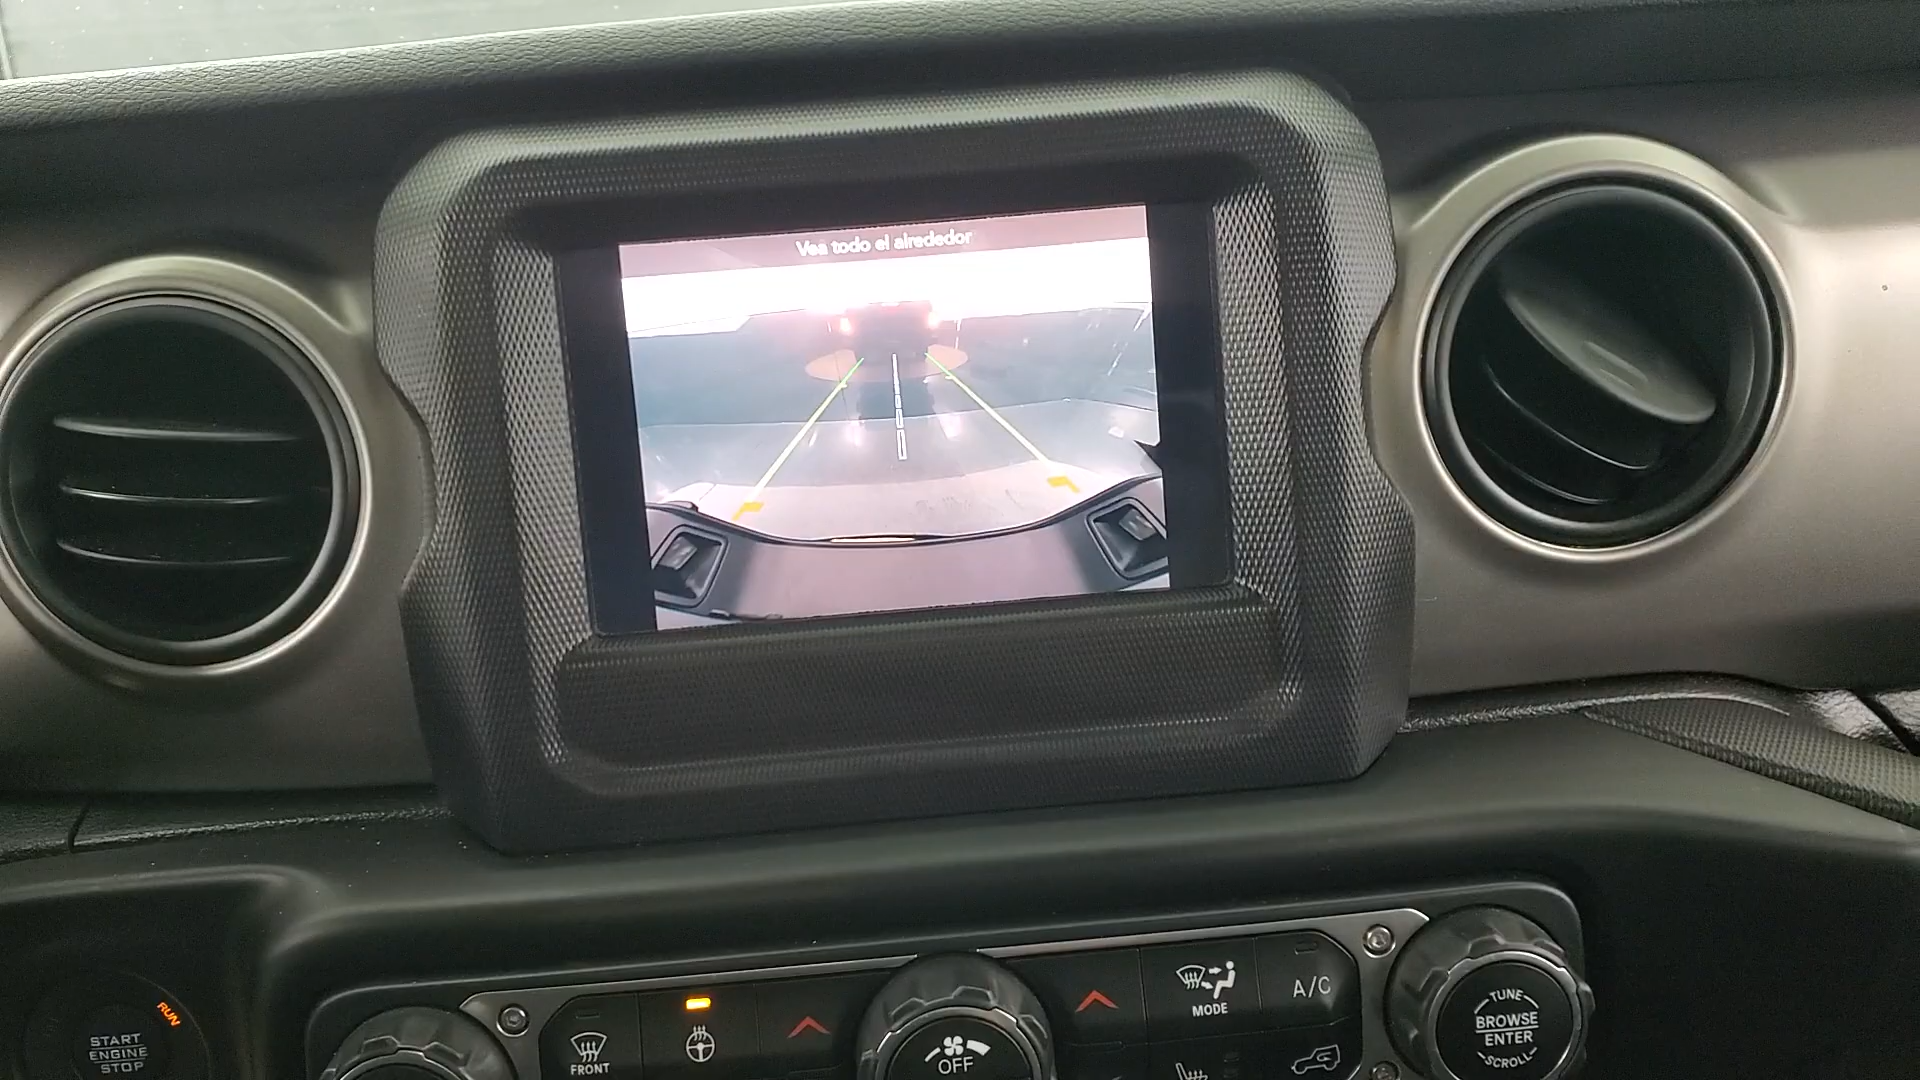 Vea todo el alrededor
RUN
START
ENGINE
STOP
FRONT
OFF
MODE
A/C
TUNE
BROWSE
ENTER
SCROLL